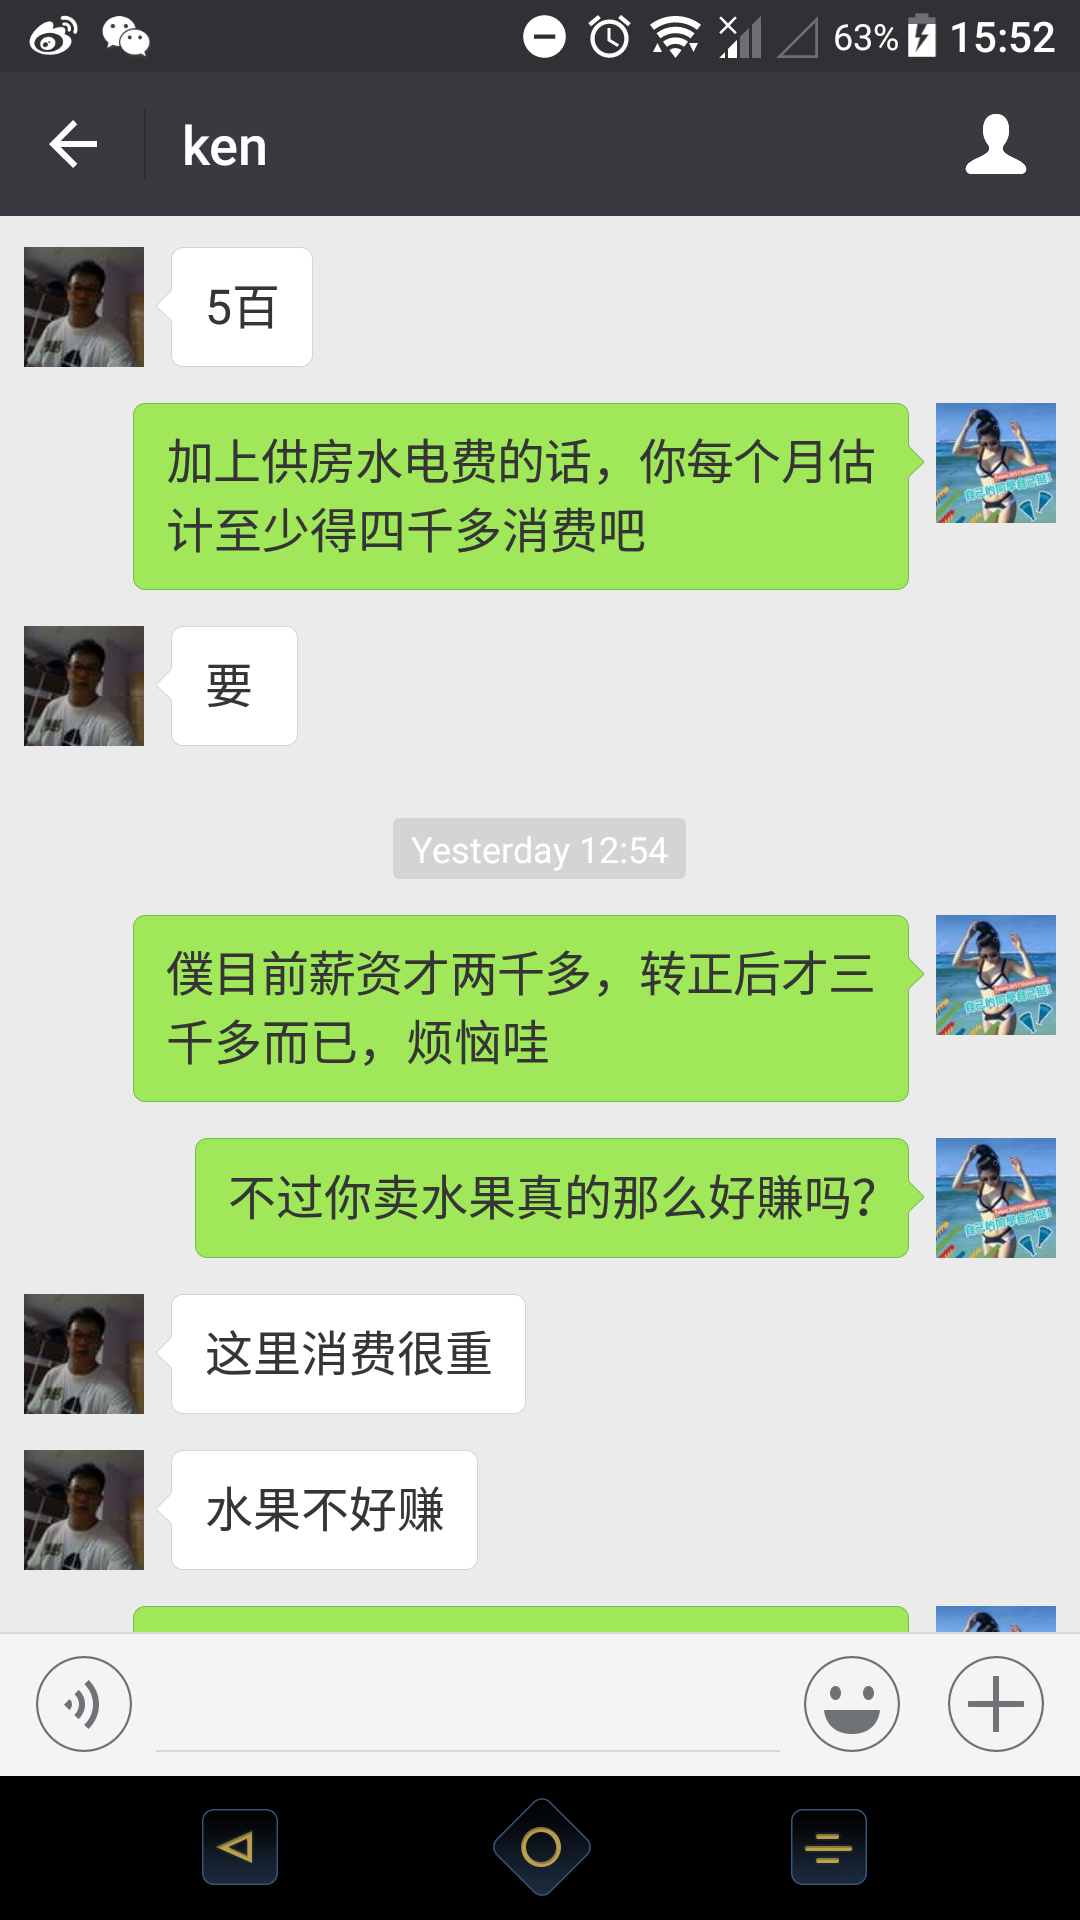 63% 15:52
ken
5百
加上供房水电费的话，你每个月估
计至少得四千多消费吧
要
Yesterday 12:54
僕目前薪资才两千多，转正后才三
千多而已，烦恼哇
不过你卖水果真的那么好賺吗？
这里消费很重
水果不好赚